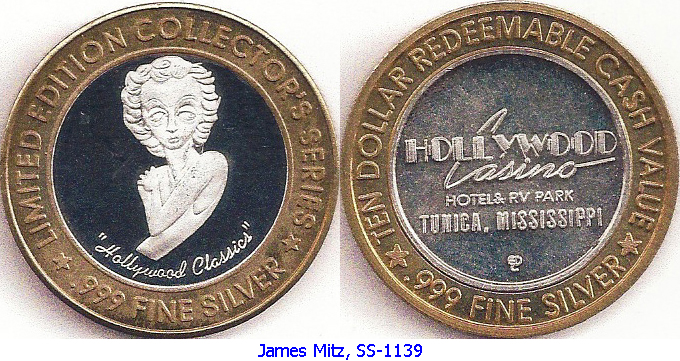 LIMITED EDITION COLLECTOR'S SERIES
"Hollywood Classics"
.999 FINE SILVER
TEN DOLLAR REDEEMABLE CASH VALUE
HOLLYWOOD
Casino
HOTEL & RV PARK
TUNICA, MISSISSIPPI
.999 FiNE SILVER
James Mitz, SS-1139